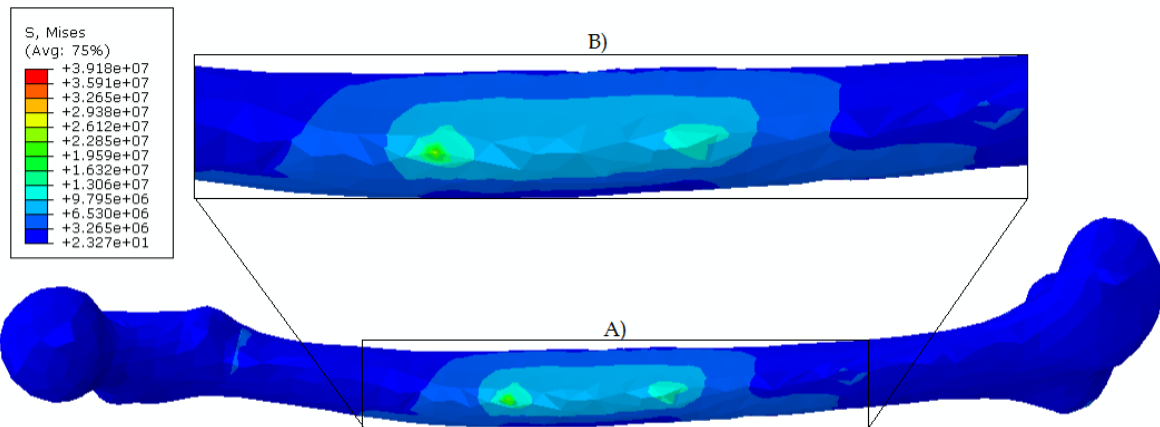 S, Mises
(Avg: 75%)
+3.918e+07
+3.591e+07
+3.265e+07
+2.938e+07
+2.612e+07
+2.285e+07
+1.959e+07
+1.632e+07
+1.306e+07
+9.795e+06
+6.530e+06
+3.265e+06
+2.327e+01
B)
A)